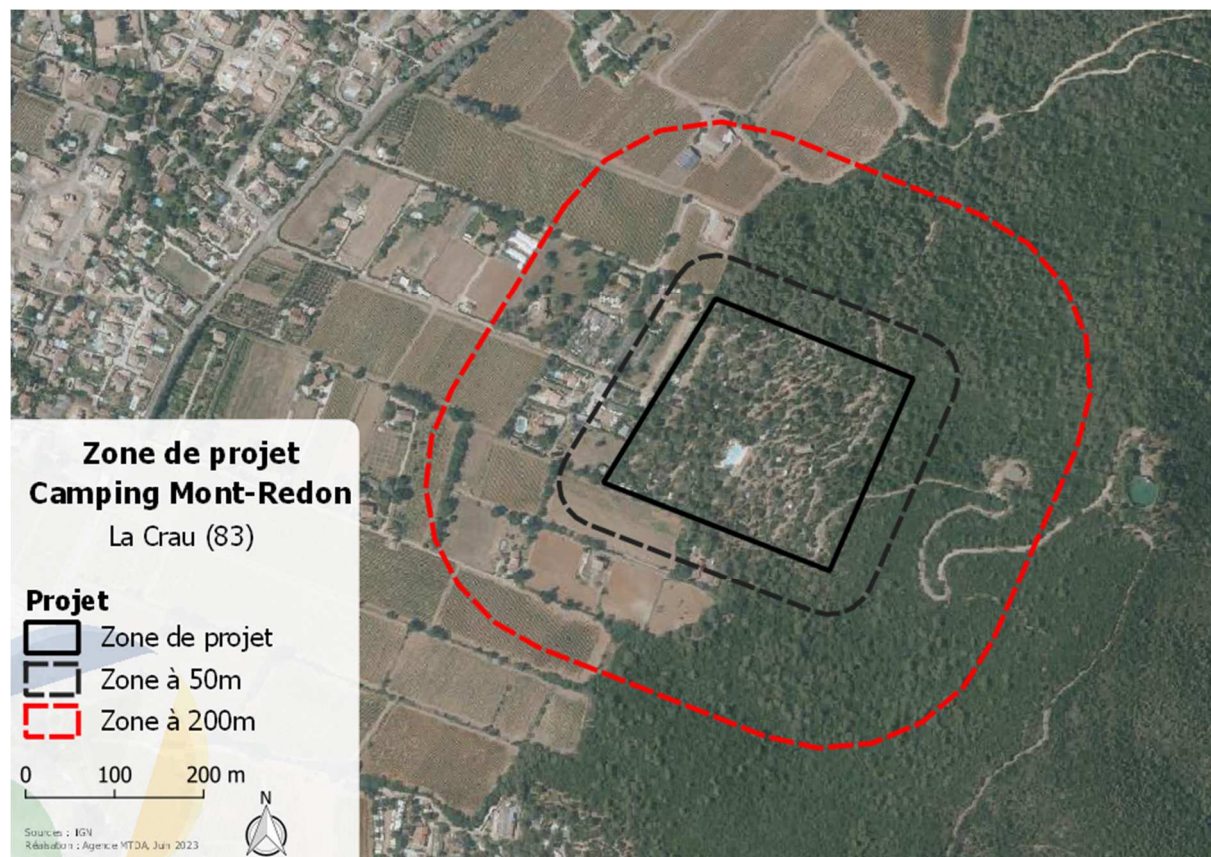 Zone de projet
Camping Mont-Redon
La Crau (83)
Projet
Zone de projet
Zone à 50m
Zone à 200m
0 100 200 m
N
Sources : IGN
Réalisation : Agence MTDA, Juin 2023